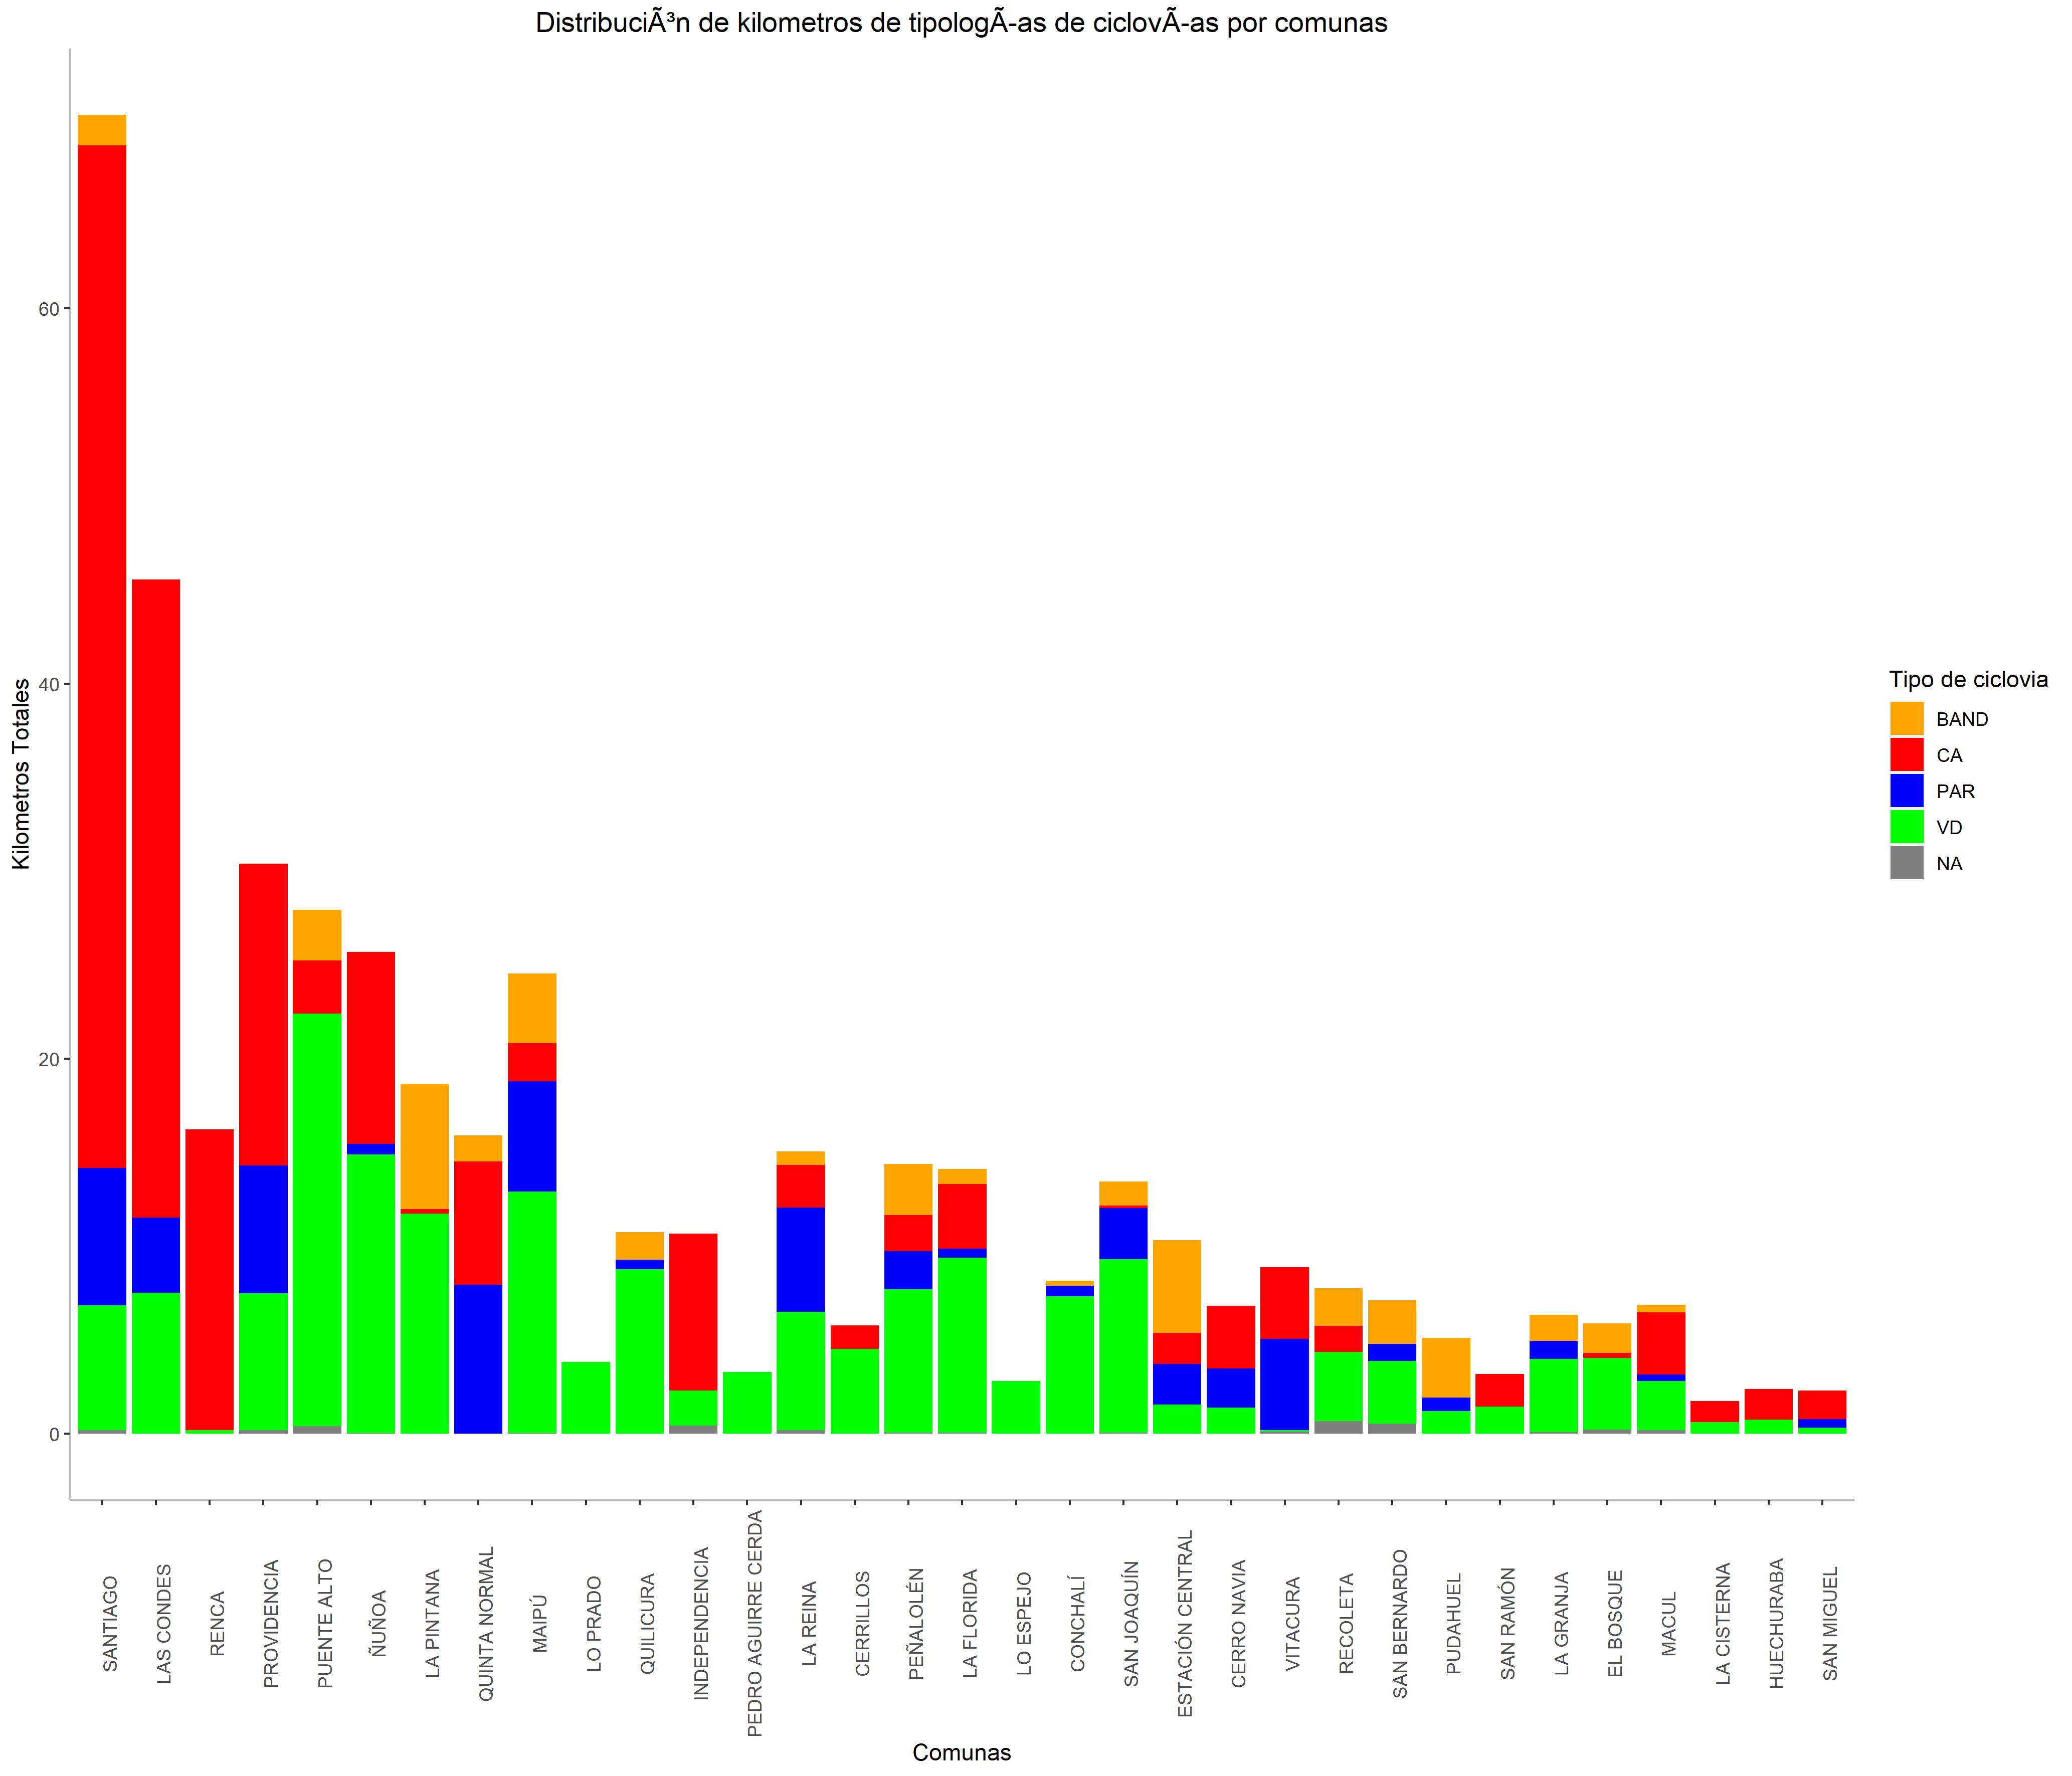 DistribuciÃ³n de kilometros de tipologÃ-as de ciclovÃ-as por comunas
Kilometros Totales
60
40
20
0
Tipo de ciclovia
BAND
CA
PAR
VD
NA
SANTIAGO
LAS CONDES
RENCA
PROVIDENCIA
PUENTE ALTO
ÑUÑOA
LA PINTANA
QUINTA NORMAL
MAIPÚ
LO PRADO
QUILICURA
INDEPENDENCIA
PEDRO AGUIRRE CERDA
LA REINA
CERRILLOS
PEÑALOLÉN
LA FLORIDA
LO ESPEJO
CONCHALÍ
SAN JOAQUÍN
ESTACIÓN CENTRAL
CERRO NAVIA
VITACURA
RECOLETA
SAN BERNARDO
PUDAHUEL
SAN RAMÓN
LA GRANJA
EL BOSQUE
MACUL
LA CISTERNA
HUECHURABA
SAN MIGUEL
Comunas